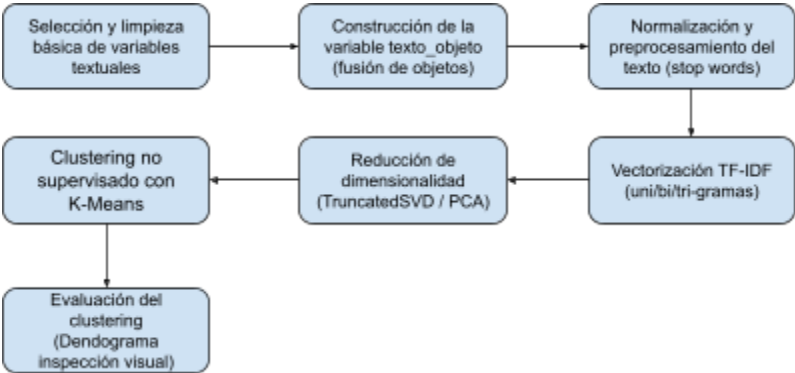 Selección y limpieza
básica de variables
textuales
Construcción de la
variable texto_objeto
(fusión de objetos)
Normalización y
preprocesamiento del
texto (stop words)
Vectorización TF-IDF
(uni/bi/tri-gramas)
Reducción de
dimensionalidad
(TruncatedSVD / PCA)
Clustering no
supervisado con
K-Means
Evaluación del
clustering
(Dendograma
inspección visual)